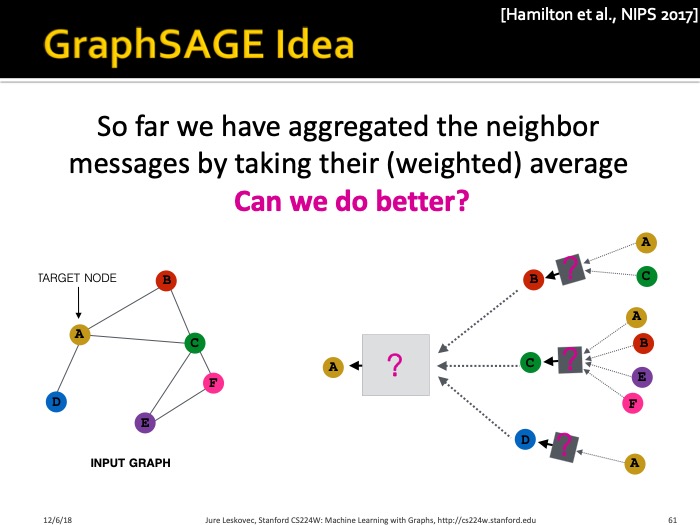 [Hamilton et al., NIPS 2017]
GraphSAGE Idea
So far we have aggregated the neighbor
messages by taking their (weighted) average
Can we do better?
TARGET NODE
B
A
C
F
D
E
INPUT GRAPH
A
?
B
?
A
C
C
?
A
B
E
F
D
?
A
12/6/18
Jure Leskovec, Stanford CS224W: Machine Learning with Graphs, http://cs224w.stanford.edu
61